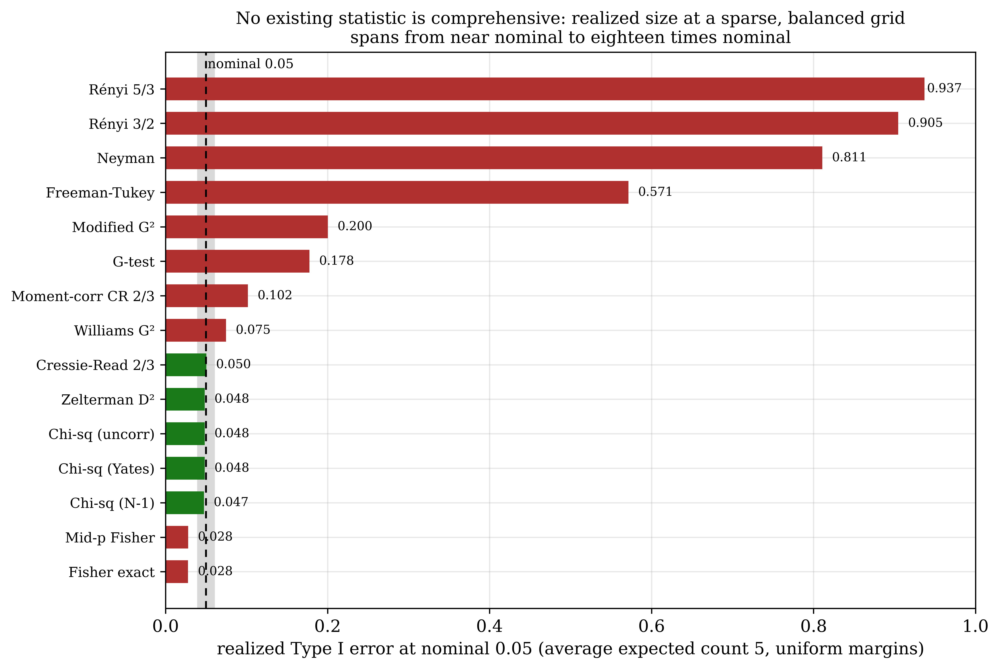 No existing statistic is comprehensive: realized size at a sparse, balanced grid
spans from near nominal to eighteen times nominal
nominal 0.05
Rényi 5/3 0.937
Rényi 3/2 0.905
Neyman 0.811
Freeman-Tukey 0.571
Modified G² 0.200
G-test 0.178
Moment-corr CR 2/3 0.102
Williams G² 0.075
Cressie-Read 2/3 0.050
Zelterman D² 0.048
Chi-sq (uncorr) 0.048
Chi-sq (Yates) 0.048
Chi-sq (N-1) 0.047
Mid-p Fisher 0.028
Fisher exact 0.028
0.0 0.2 0.4 0.6 0.8 1.0
realized Type I error at nominal 0.05 (average expected count 5, uniform margins)